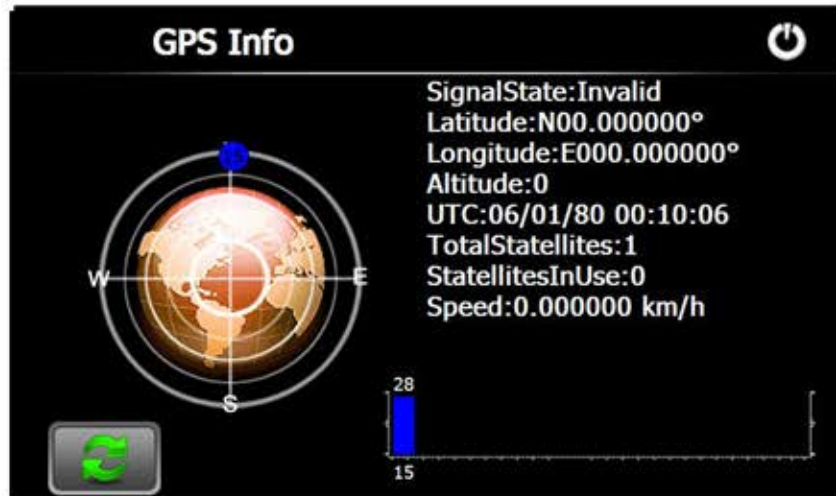 GPS Info
SignalState:Invalid
Latitude:N00.000000°
Longitude:E000.000000°
Altitude:0
UTC:06/01/80 00:10:06
TotalStatellites:1
StatellitesInUse:0
Speed:0.000000 km/h
W
E
S
28
15